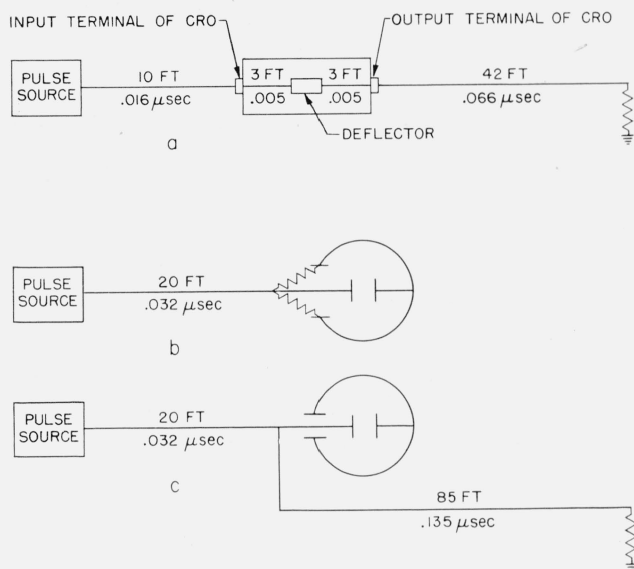 INPUT TERMINAL OF CRO
OUTPUT TERMINAL OF CRO
PULSE
SOURCE
10 FT
.016 μsec
3 FT
.005
3 FT
.005
42 FT
.066 μsec
DEFLECTOR
a
PULSE
SOURCE
20 FT
.032 μsec
b
PULSE
SOURCE
20 FT
.032 μsec
c
85 FT
.135 μsec